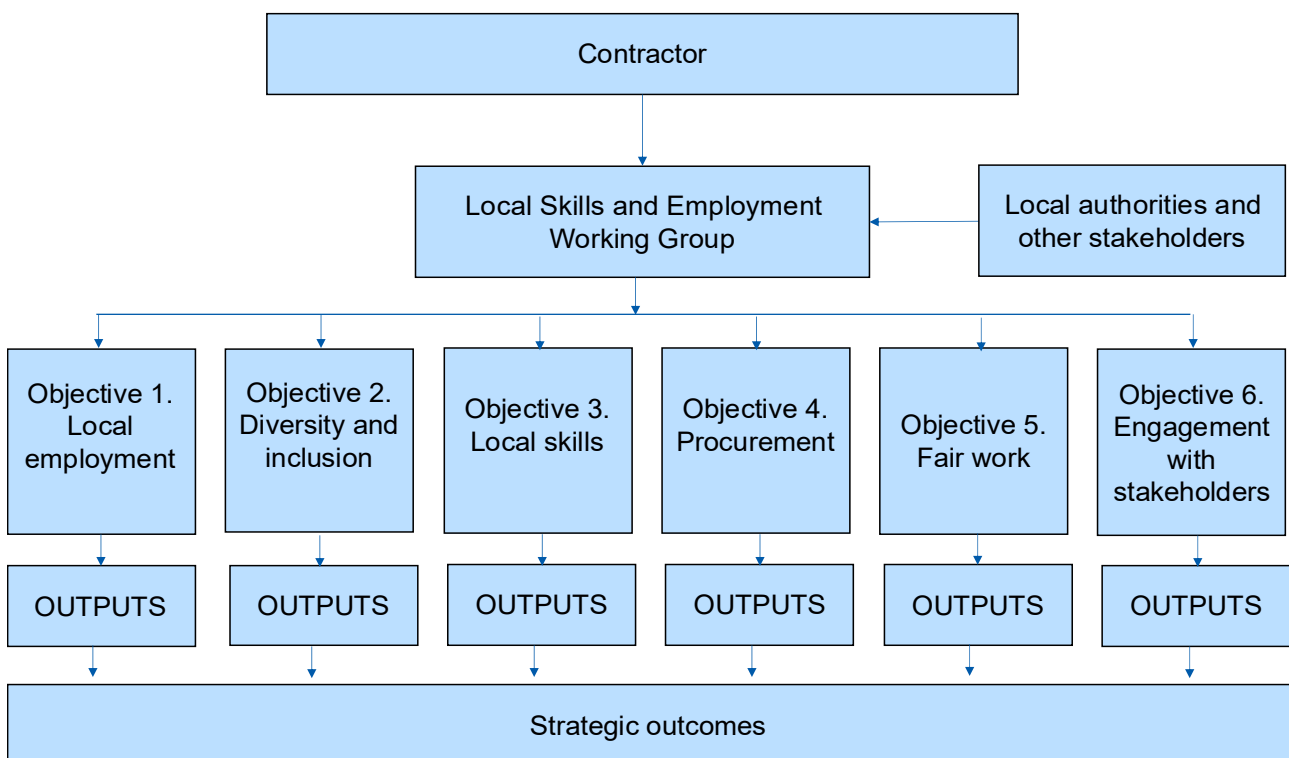 Contractor
Local Skills and Employment
Working Group
Local authorities and
other stakeholders
Objective 1.
Local
employment
Objective 2.
Diversity and
inclusion
Objective 3.
Local skills
Objective 4.
Procurement
Objective 5.
Fair work
Objective 6.
Engagement
with
stakeholders
OUTPUTS
OUTPUTS
OUTPUTS
OUTPUTS
OUTPUTS
OUTPUTS
Strategic outcomes